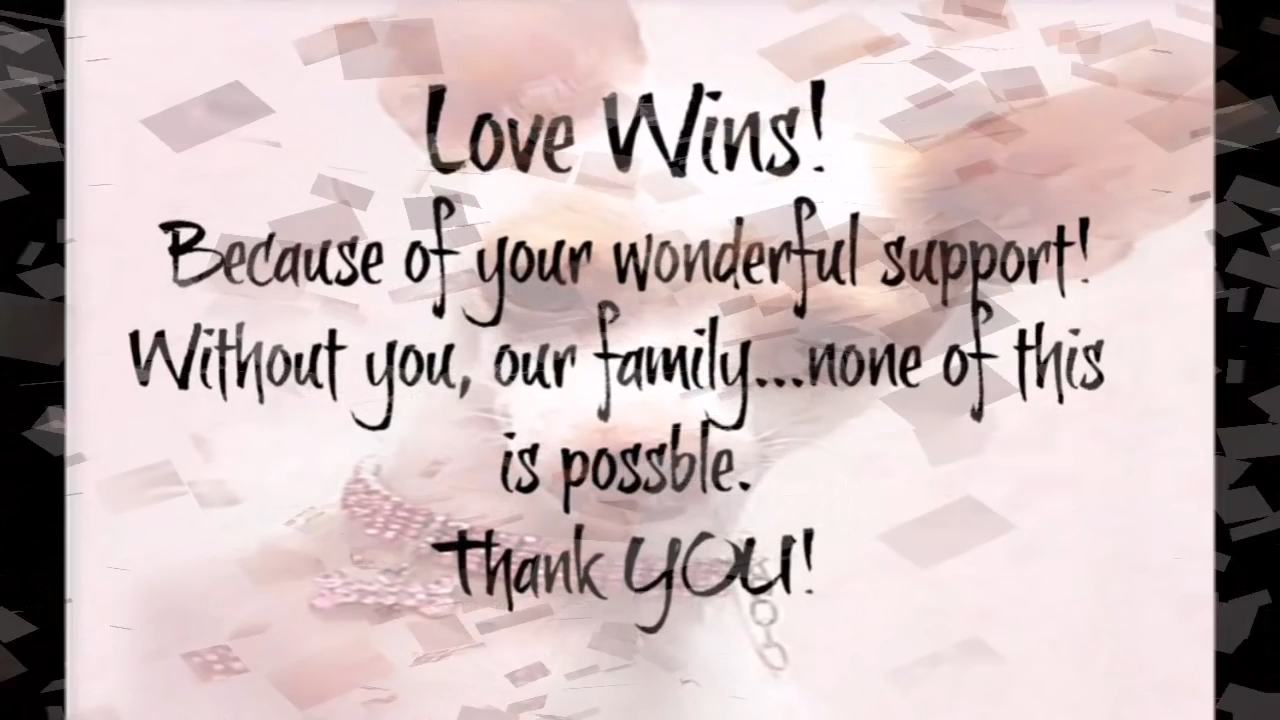 Love Wins!
Because of your wonderful support!
Without you, our family...none of this
is possble.
Thank YOU!